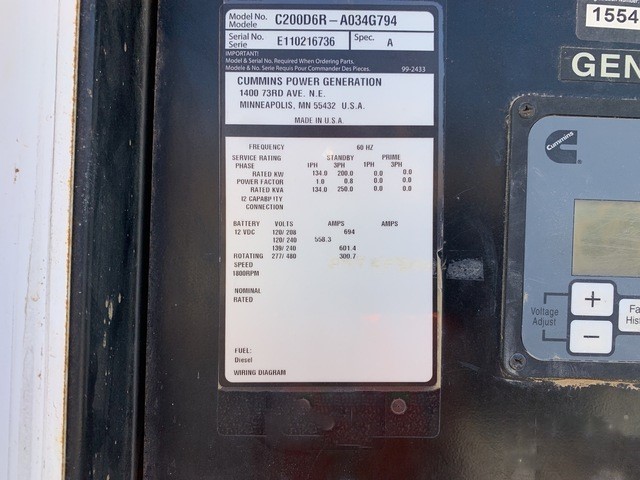 Model No. C200D6R-A034G794
Modele
Serial No. E110216736 Spec. A
Serie
IMPORTANT!
Model & Serial No. Required When Ordering Parts.
Modele & No. Serie Requis Pour Commander Des Pieces. 99-2433
CUMMINS POWER GENERATION
1400 73RD AVE. N.E.
MINNEAPOLIS, MN 55432 U.S.A.
MADE IN U.S.A.
FREQUENCY 60 HZ
SERVICE RATING STANDBY PRIME
PHASE 1PH 3PH 1PH 3PH
RATED KW 134.0 200.0 0.0 0.0
POWER FACTOR 1.0 0.8 0.0 0.0
RATED KVA 134.0 250.0 0.0 0.0
I2 CAPABILITY
CONNECTION
BATTERY VOLTS AMPS AMPS
12 VDC 120/208 694
120/240 558.3
139/240 601.4
ROTATING 277/480 300.7
SPEED
1800RPM
NOMINAL
RATED
FUEL:
Diesel
WIRING DIAGRAM
1554
GEN
Cummins
+
Voltage
Adjust
−
Fa
His